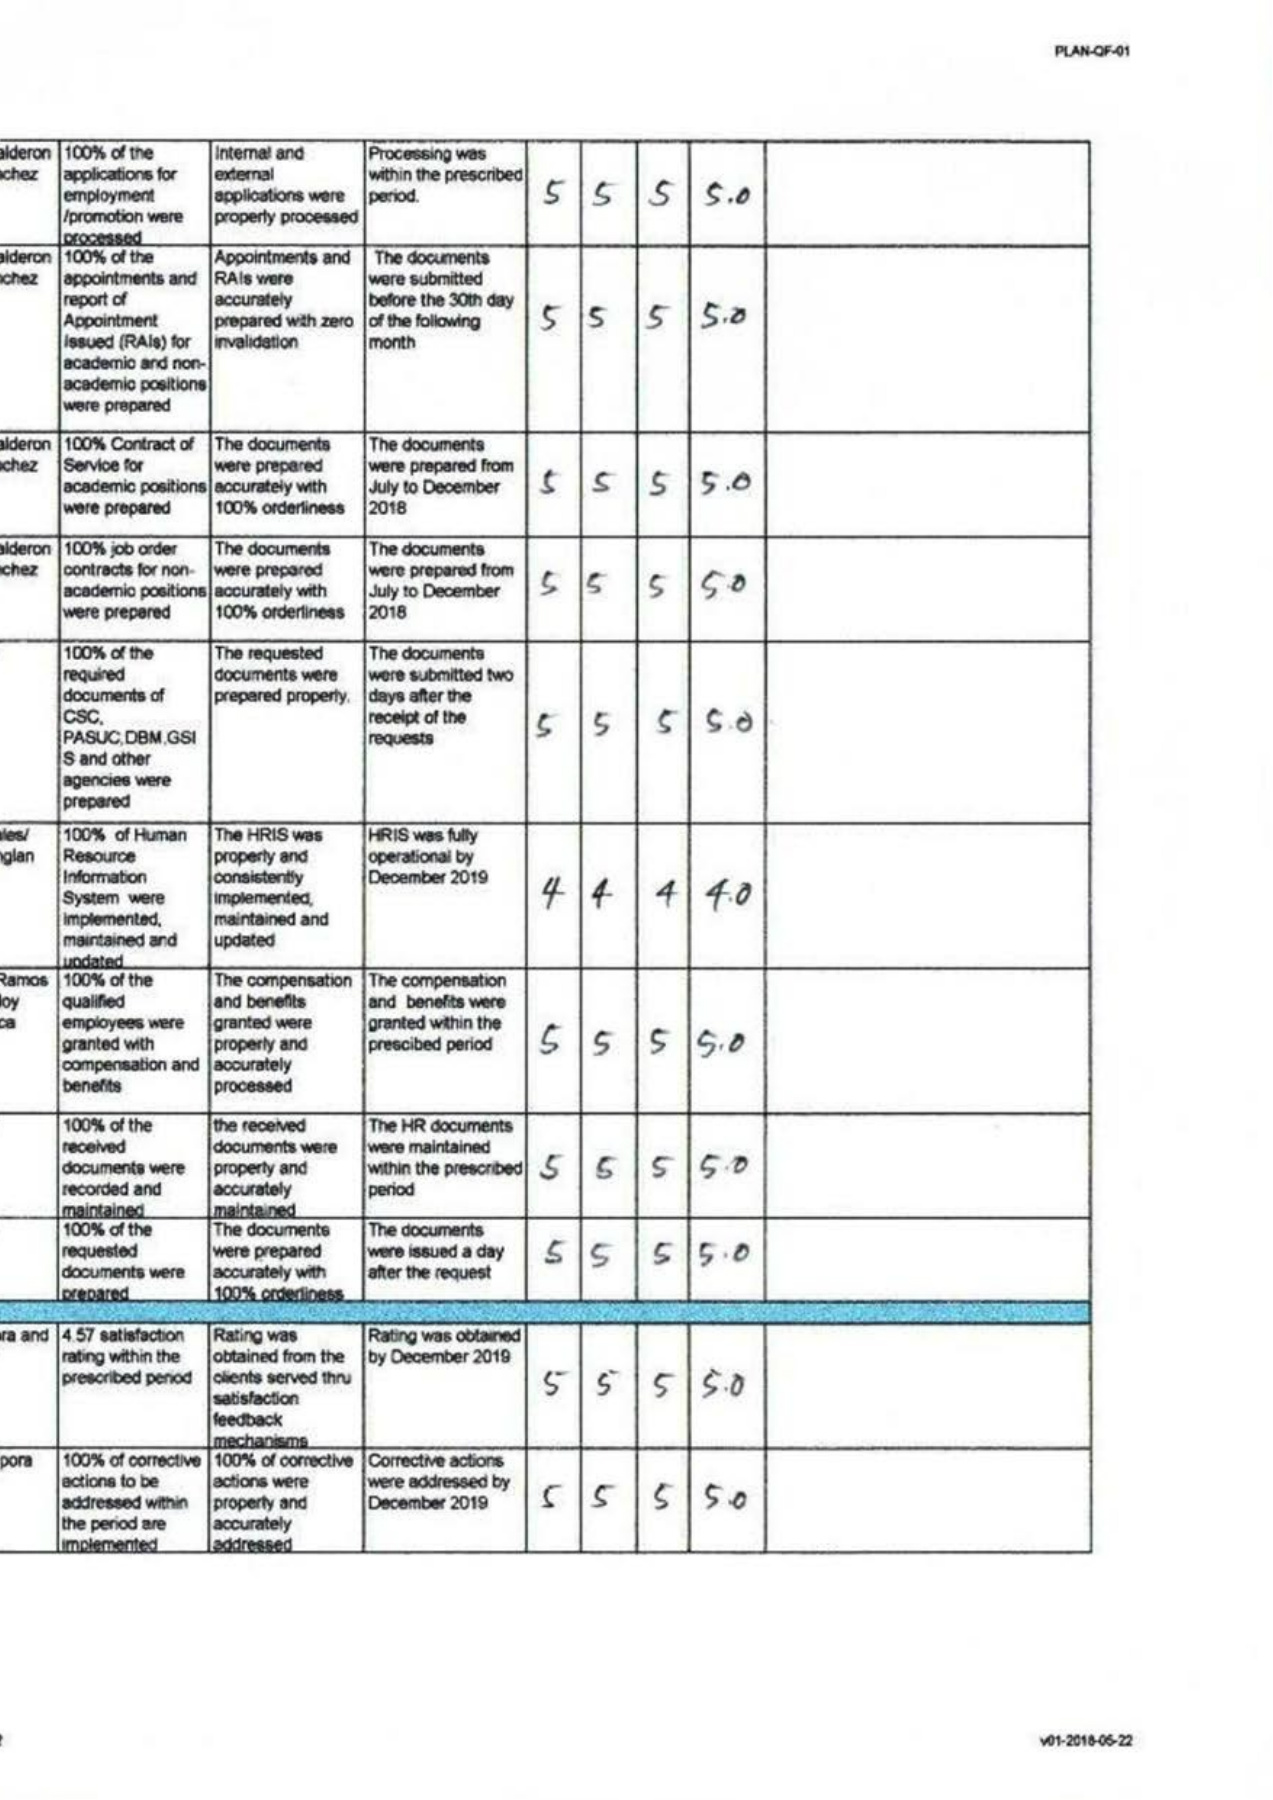 PLAN-QF-01
alderon
chez
100% of the
applications for
employment
/promotion were
processed
Internal and
external
applications were
properly processed
Processing was
within the prescribed
period.
5 5 5 5.0
alderon
chez
100% of the
appointments and
report of
Appointment
Issued (RAIs) for
academic and non-
academic positions
were prepared
Appointments and
RAIs were
accurately
prepared with zero
invalidation
The documents
were submitted
before the 30th day
of the following
month
5 5 5 5.0
alderon
chez
100% Contract of
Service for
academic positions
were prepared
The documents
were prepared
accurately with
100% orderliness
The documents
were prepared from
July to December
2018
5 5 5 5.0
alderon
chez
100% job order
contracts for non-
academic positions
were prepared
The documents
were prepared
accurately with
100% orderliness
The documents
were prepared from
July to December
2018
5 5 5 5.0
100% of the
required
documents of
CSC,
PASUC,DBM,GSI
S and other
agencies were
prepared
The requested
documents were
prepared properly.
The documents
were submitted two
days after the
receipt of the
requests
5 5 5 5.0
les/
glan
100% of Human
Resource
Information
System were
implemented,
maintained and
updated
The HRIS was
properly and
consistently
implemented,
maintained and
updated
HRIS was fully
operational by
December 2019
4 4 4 4.0
Ramos
loy
ca
100% of the
qualified
employees were
granted with
compensation and
benefits
The compensation
and benefits
granted were
properly and
accurately
processed
The compensation
and benefits were
granted within the
prescibed period
5 5 5 5.0
100% of the
received
documents were
recorded and
maintained
the received
documents were
properly and
accurately
maintained
The HR documents
were maintained
within the prescribed
period
5 5 5 5.0
100% of the
requested
documents were
prepared
The documents
were prepared
accurately with
100% orderliness
The documents
were issued a day
after the request
5 5 5 5.0
ra and
4.57 satisfaction
rating within the
prescribed period
Rating was
obtained from the
clients served thru
satisfaction
feedback
mechanisms
Rating was obtained
by December 2019
5 5 5 5.0
pora
100% of corrective
actions to be
addressed within
the period are
implemented
100% of corrective
actions were
properly and
accurately
addressed
Corrective actions
were addressed by
December 2019
5 5 5 5.0
v01-2018-05-22